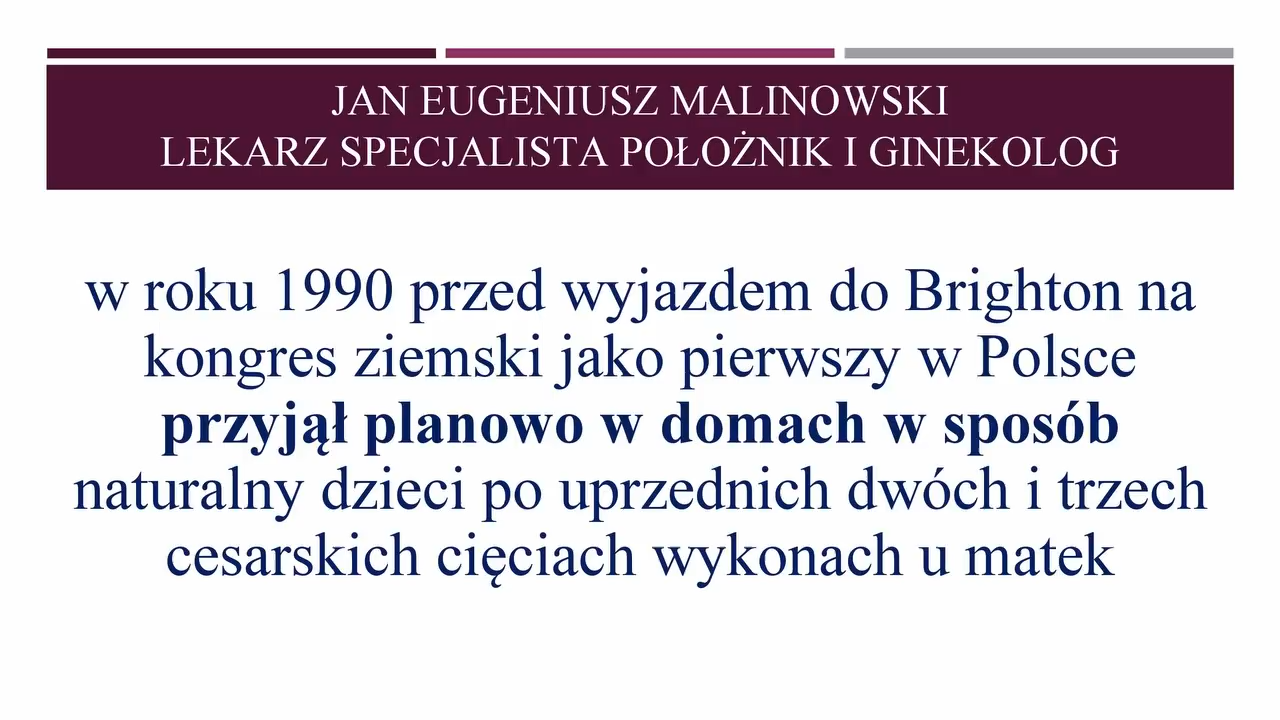 JAN EUGENIUSZ MALINOWSKI
LEKARZ SPECJALISTA POŁOŻNIK I GINEKOLOG
w roku 1990 przed wyjazdem do Brighton na
kongres ziemski jako pierwszy w Polsce
przyjął planowo w domach w sposób
naturalny dzieci po uprzednich dwóch i trzech
cesarskich cięciach wykonach u matek